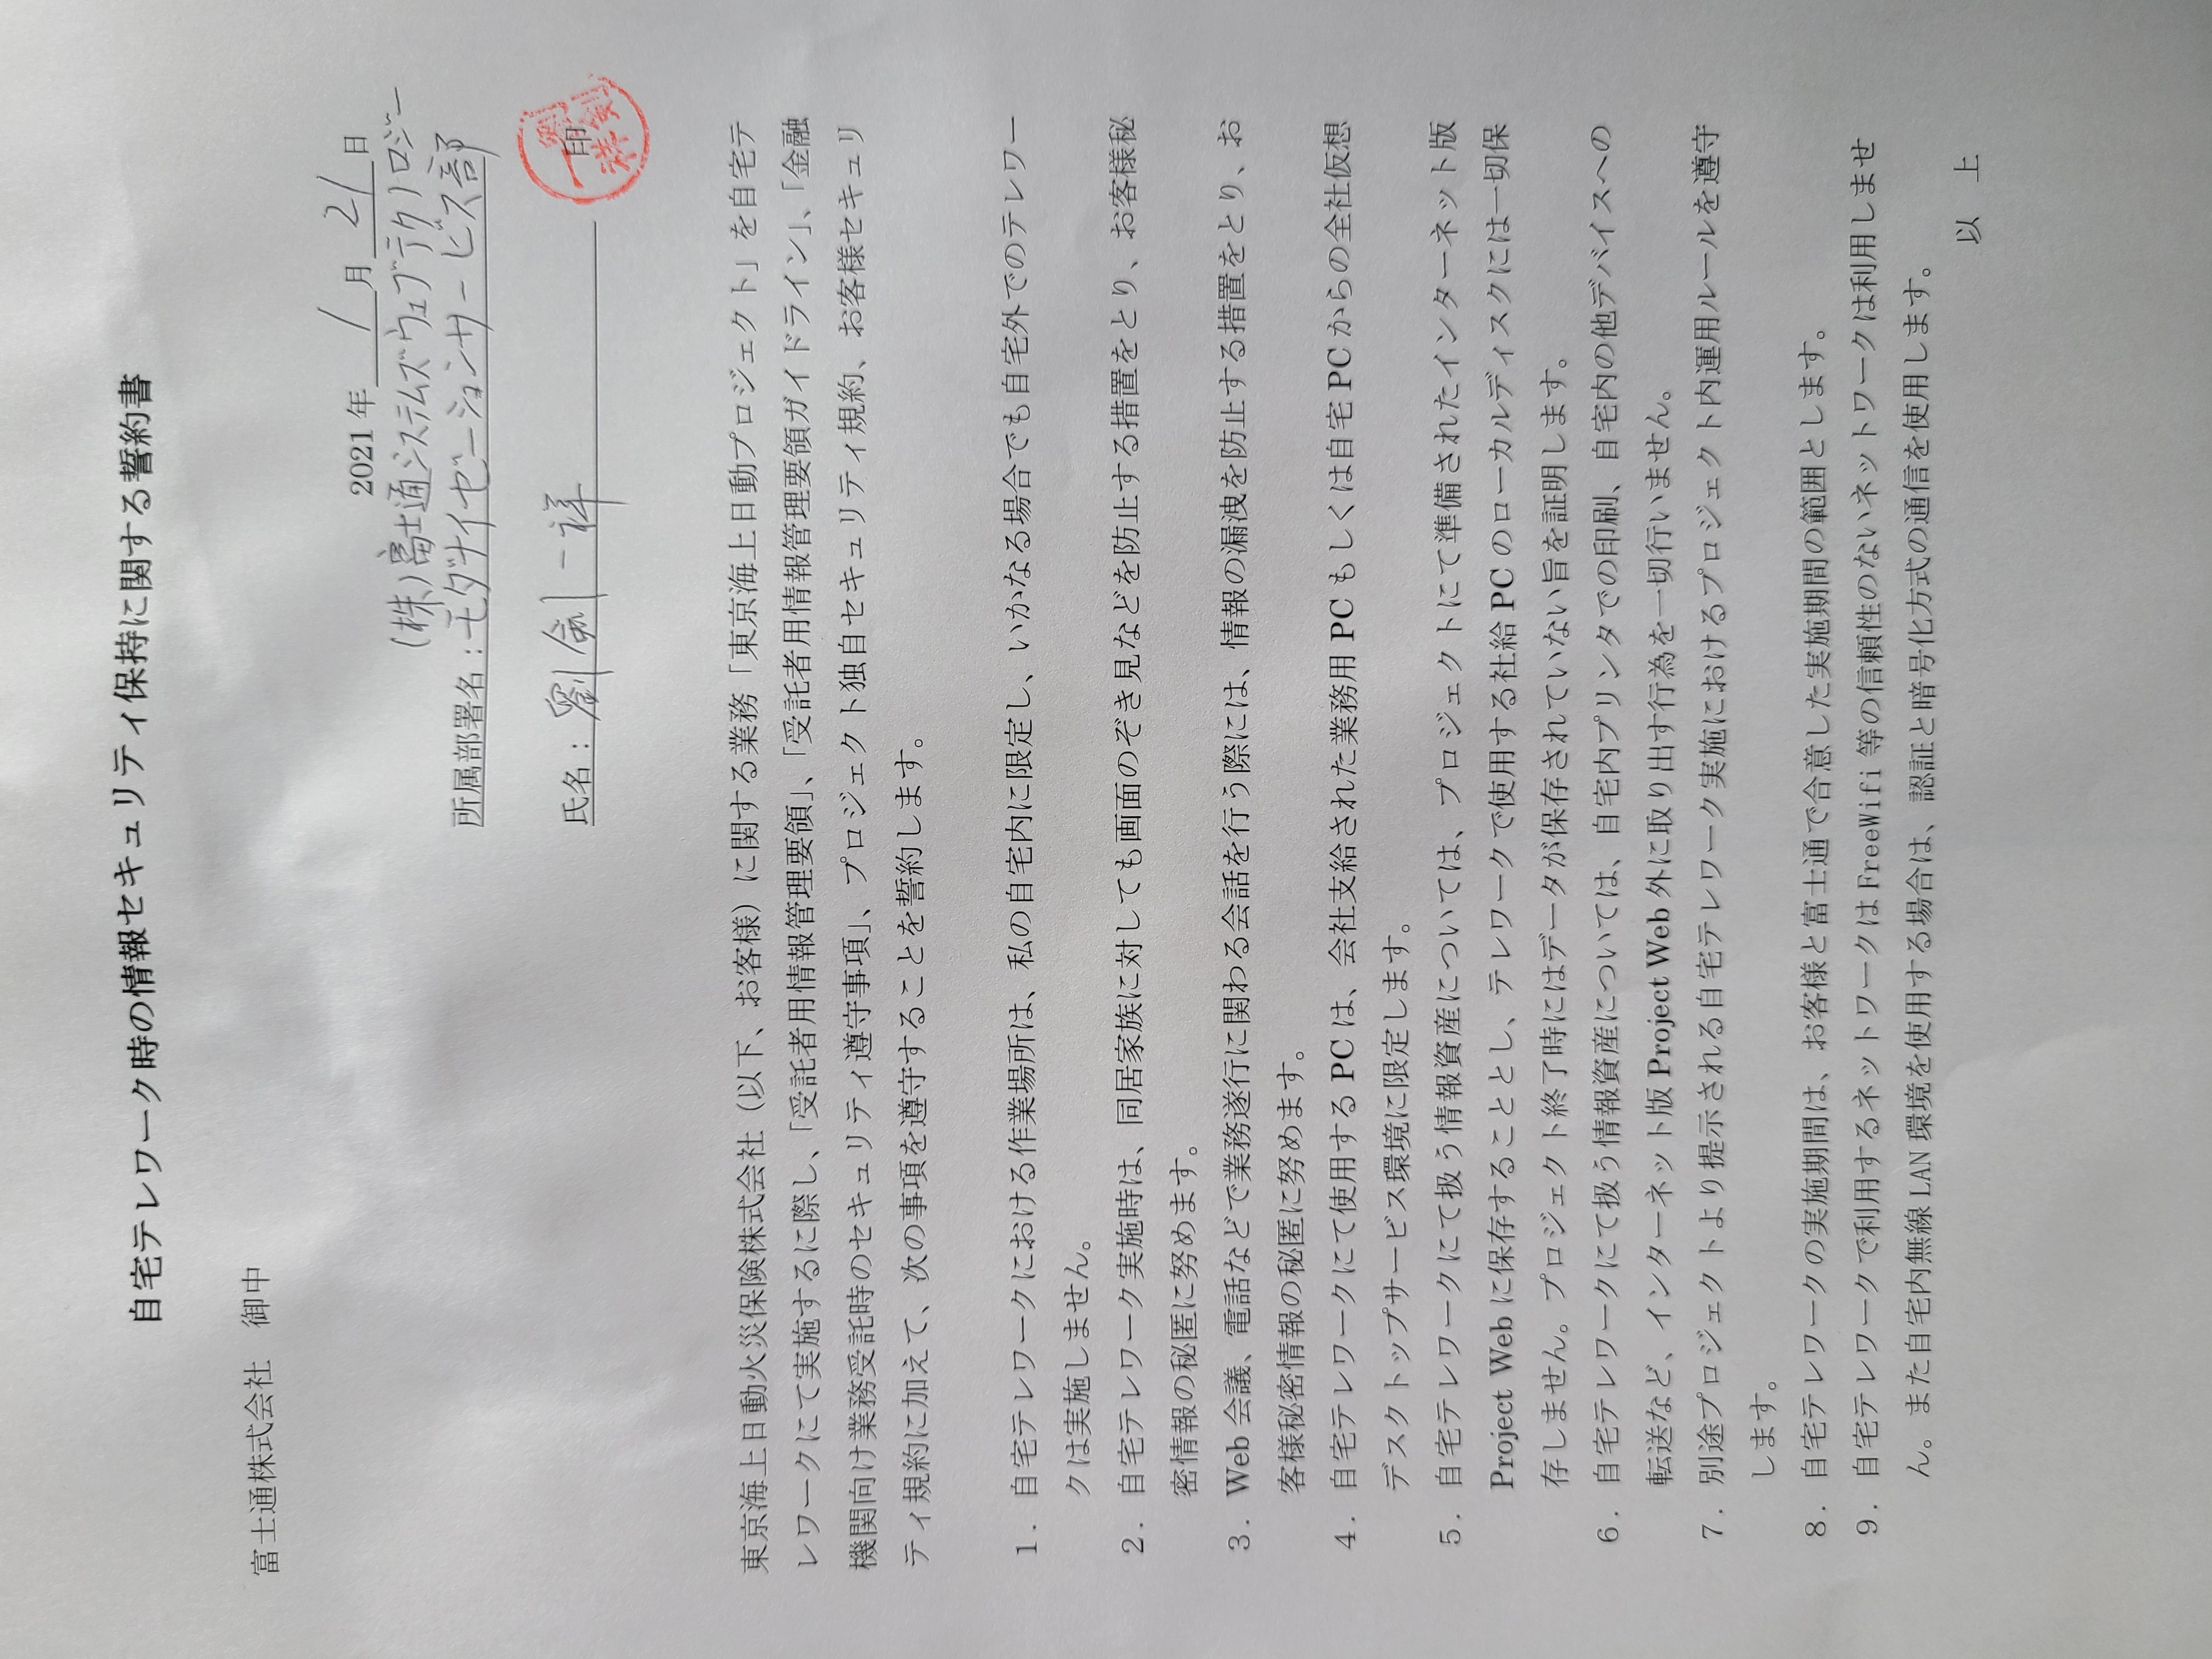 自宅テレワーク時の情報セキュリティ保持に関する誓約書
富士通株式会社　御中
2021 年 1 月 21 日
(株)富士通システムズウェブテクノロジー
所属部署名：モダナイゼーションサービス部
氏名：劉剣一祥 印
劉剣一祥
東京海上日動火災保険株式会社（以下、お客様）に関する業務「東京海上日動プロジェクト」を自宅テ
レワークにて実施するに際し、「受託者用情報管理要領」、「受託者用情報管理要領ガイドライン」、「金融
機関向け業務受託時のセキュリティ遵守事項」、プロジェクト独自セキュリティ規約、お客様セキュリ
ティ規約に加えて、次の事項を遵守することを誓約します。
１．自宅テレワークにおける作業場所は、私の自宅内に限定し、いかなる場合でも自宅外でのテレワー
クは実施しません。
２．自宅テレワーク実施時は、同居家族に対しても画面のぞき見などを防止する措置をとり、お客様秘
密情報の秘匿に努めます。
３．Web 会議、電話などで業務遂行に関わる会話を行う際には、情報の漏洩を防止する措置をとり、お
客様秘密情報の秘匿に努めます。
４．自宅テレワークにて使用する PC は、会社支給された業務用 PC もしくは自宅 PC からの全社仮想
デスクトップサービス環境に限定します。
５．自宅テレワークにて扱う情報資産については、プロジェクトにて準備されたインターネット版
Project Web に保存することとし、テレワークで使用する社給 PC のローカルディスクには一切保
存しません。プロジェクト終了時にはデータが保存されていない旨を証明します。
６．自宅テレワークにて扱う情報資産については、自宅内プリンタでの印刷、自宅内の他デバイスへの
転送など、インターネット版 Project Web 外に取り出す行為を一切行いません。
７．別途プロジェクトより提示される自宅テレワーク実施におけるプロジェクト内運用ルールを遵守
します。
８．自宅テレワークの実施期間は、お客様と富士通で合意した実施期間の範囲とします。
９．自宅テレワークで利用するネットワークは FreeWifi 等の信頼性のないネットワークは利用しませ
ん。また自宅内無線 LAN 環境を使用する場合は、認証と暗号化方式の通信を使用します。
以　上